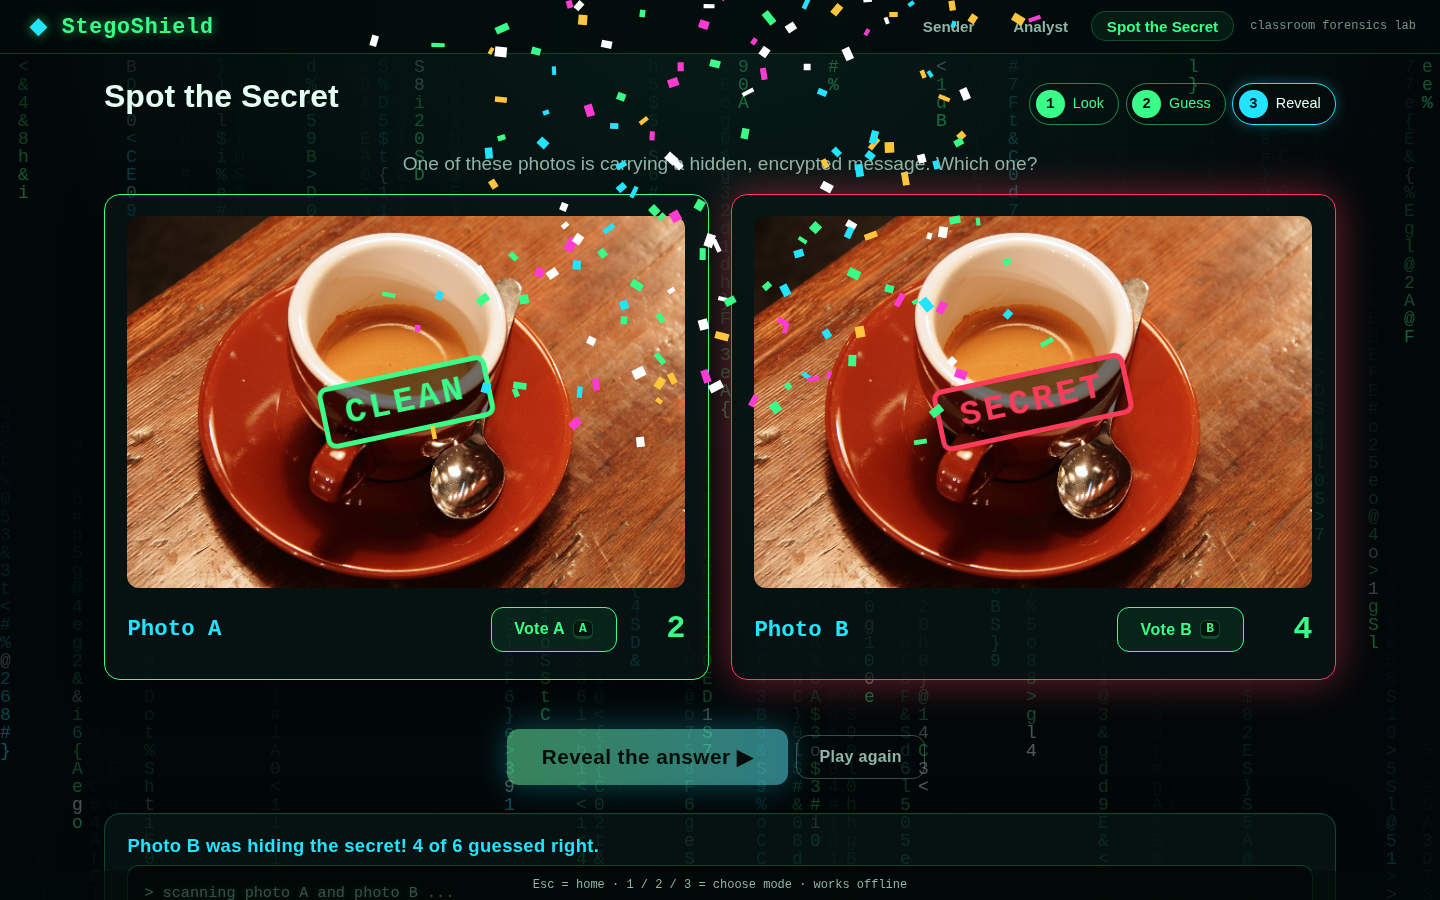 StegoShield
Sender
Analyst
Spot the Secret
classroom forensics lab
Spot the Secret
1 Look
2 Guess
3 Reveal
One of these photos is carrying a hidden, encrypted message. Which one?
CLEAN
SECRET
Photo A
Vote A A
2
Photo B
Vote B B
4
Reveal the answer ▶
Play again
Photo B was hiding the secret! 4 of 6 guessed right.
> scanning photo A and photo B ...
Esc = home · 1 / 2 / 3 = choose mode · works offline